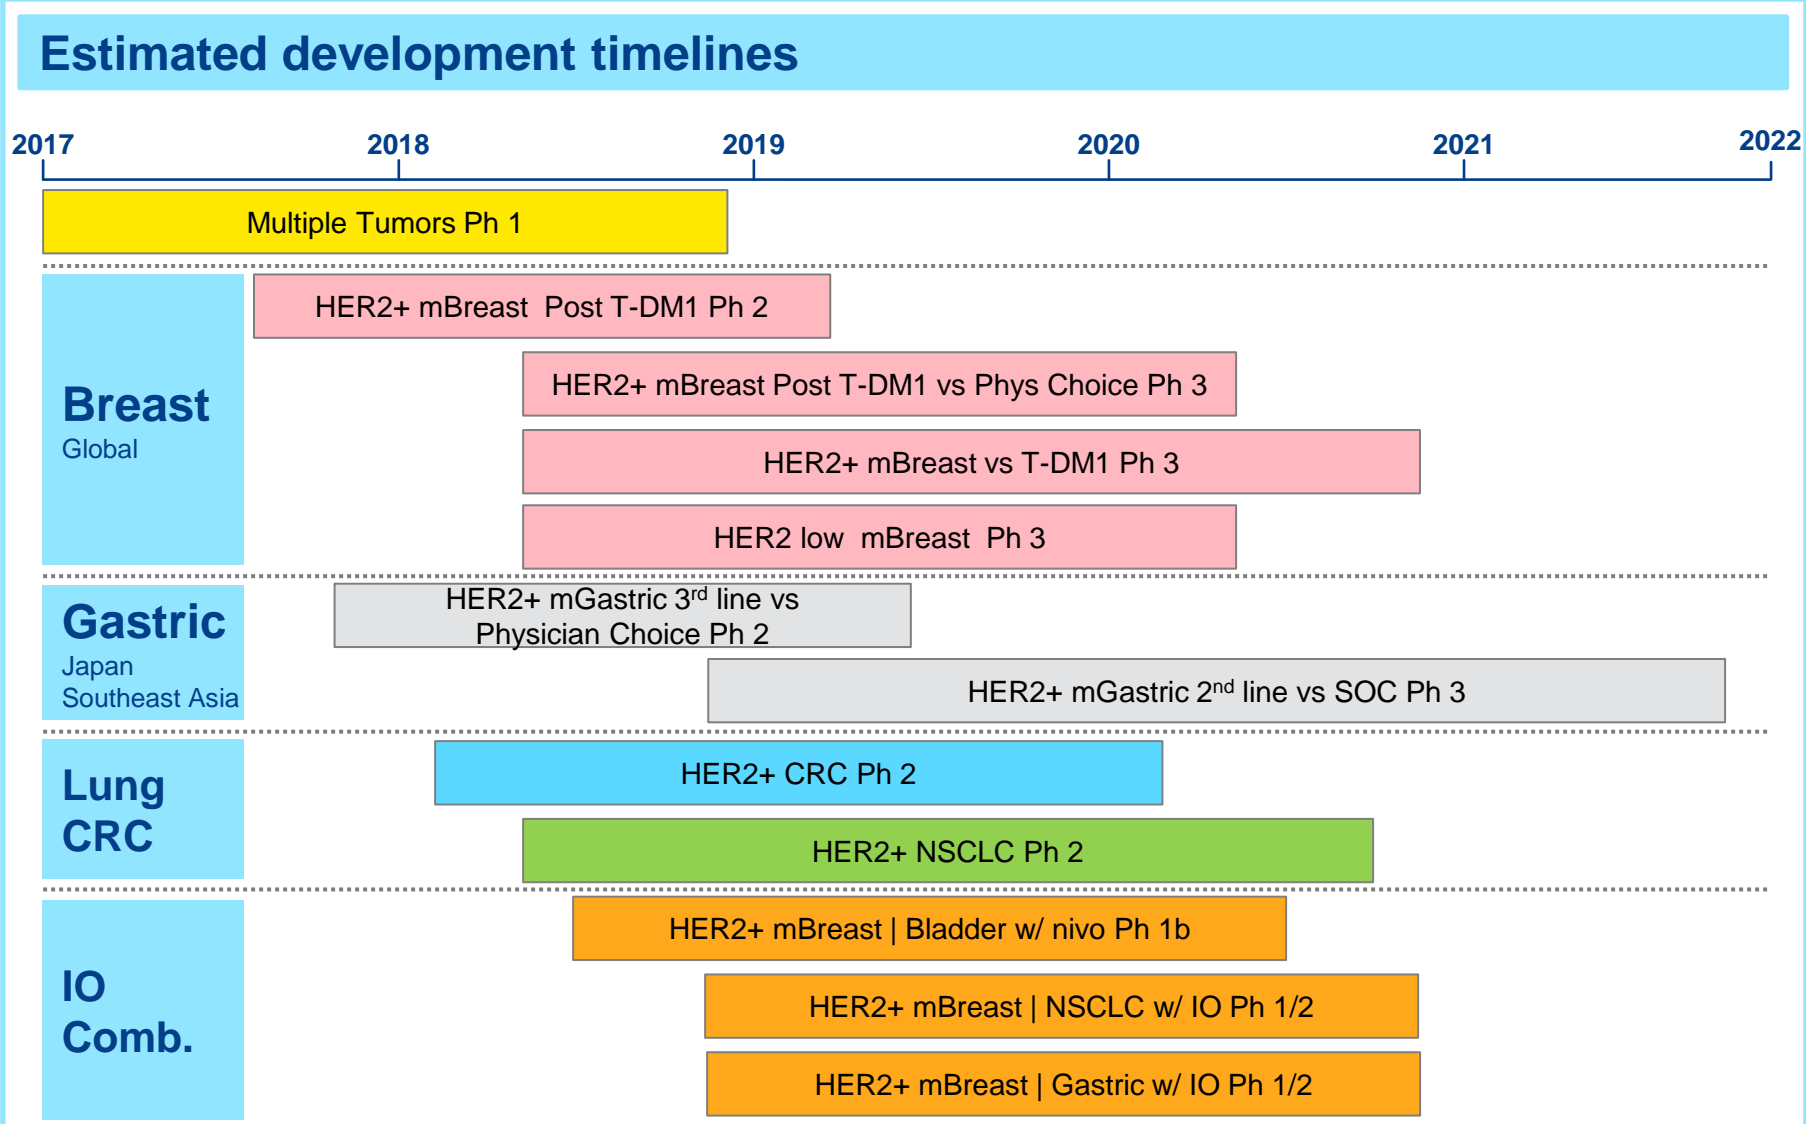 Estimated development timelines
2017 2018 2019 2020 2021 2022
Multiple Tumors Ph 1
Breast
Global
HER2+ mBreast Post T-DM1 Ph 2
HER2+ mBreast Post T-DM1 vs Phys Choice Ph 3
HER2+ mBreast vs T-DM1 Ph 3
HER2 low mBreast Ph 3
Gastric
Japan
Southeast Asia
HER2+ mGastric 3rd line vs
Physician Choice Ph 2
HER2+ mGastric 2nd line vs SOC Ph 3
Lung
CRC
HER2+ CRC Ph 2
HER2+ NSCLC Ph 2
IO
Comb.
HER2+ mBreast | Bladder w/ nivo Ph 1b
HER2+ mBreast | NSCLC w/ IO Ph 1/2
HER2+ mBreast | Gastric w/ IO Ph 1/2